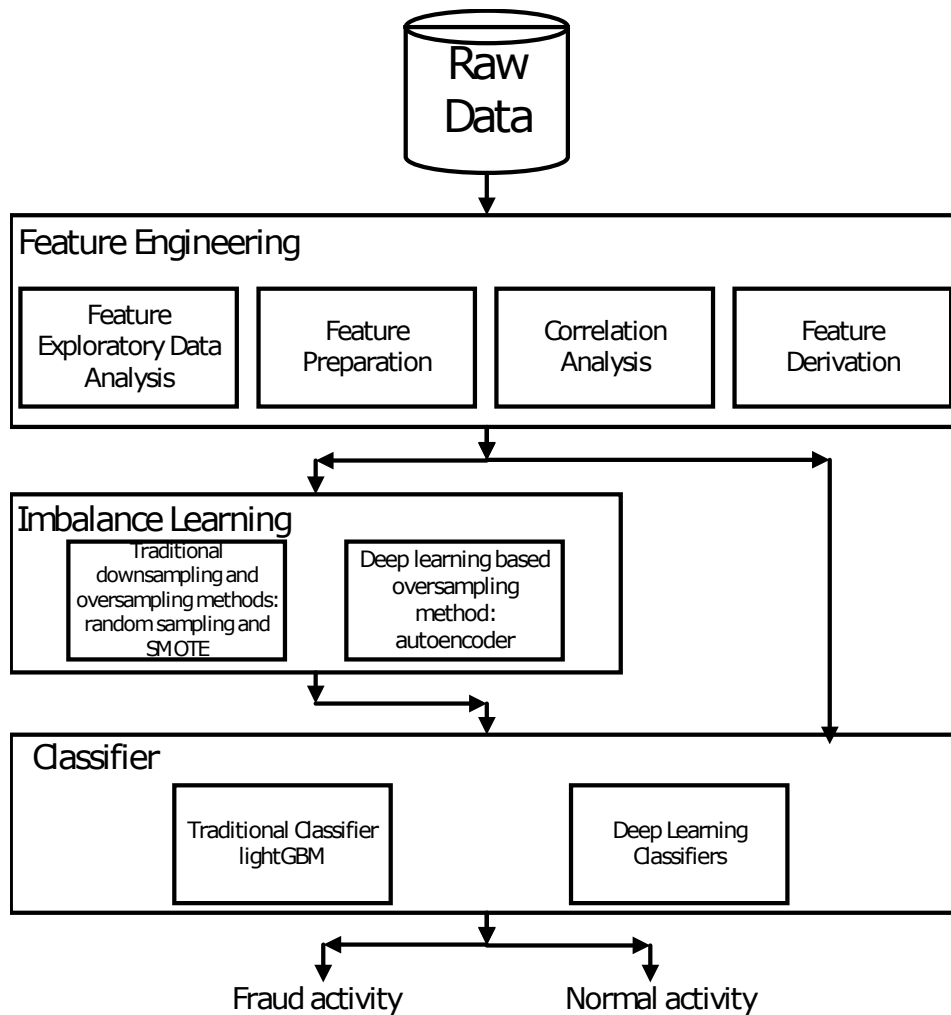 Raw
Data
Feature Engineering
Feature
Exploratory Data
Analysis
Feature
Preparation
Correlation
Analysis
Feature
Derivation
Imbalance Learning
Traditional
downsampling and
oversampling methods:
random sampling and
SMOTE
Deep learning based
oversampling
method:
autoencoder
Classifier
Traditional Classifier
lightGBM
Deep Learning
Classifiers
Fraud activity
Normal activity